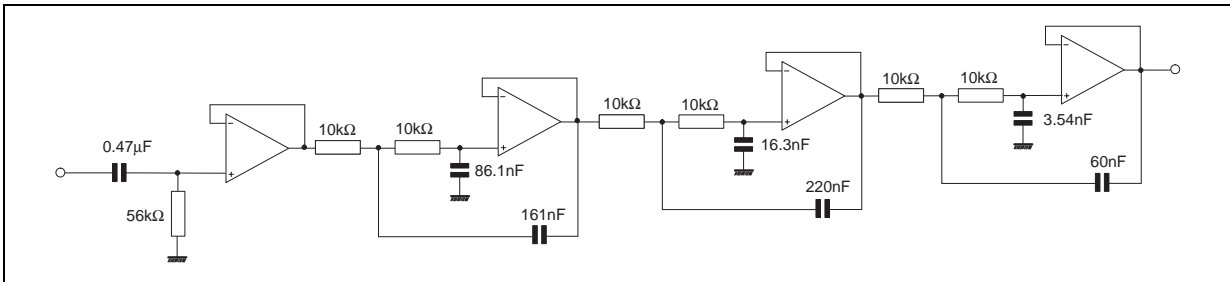 0.47μF
56kΩ
−
+
10kΩ
10kΩ
86.1nF
161nF
−
+
10kΩ
10kΩ
16.3nF
220nF
−
+
10kΩ
10kΩ
3.54nF
60nF
−
+